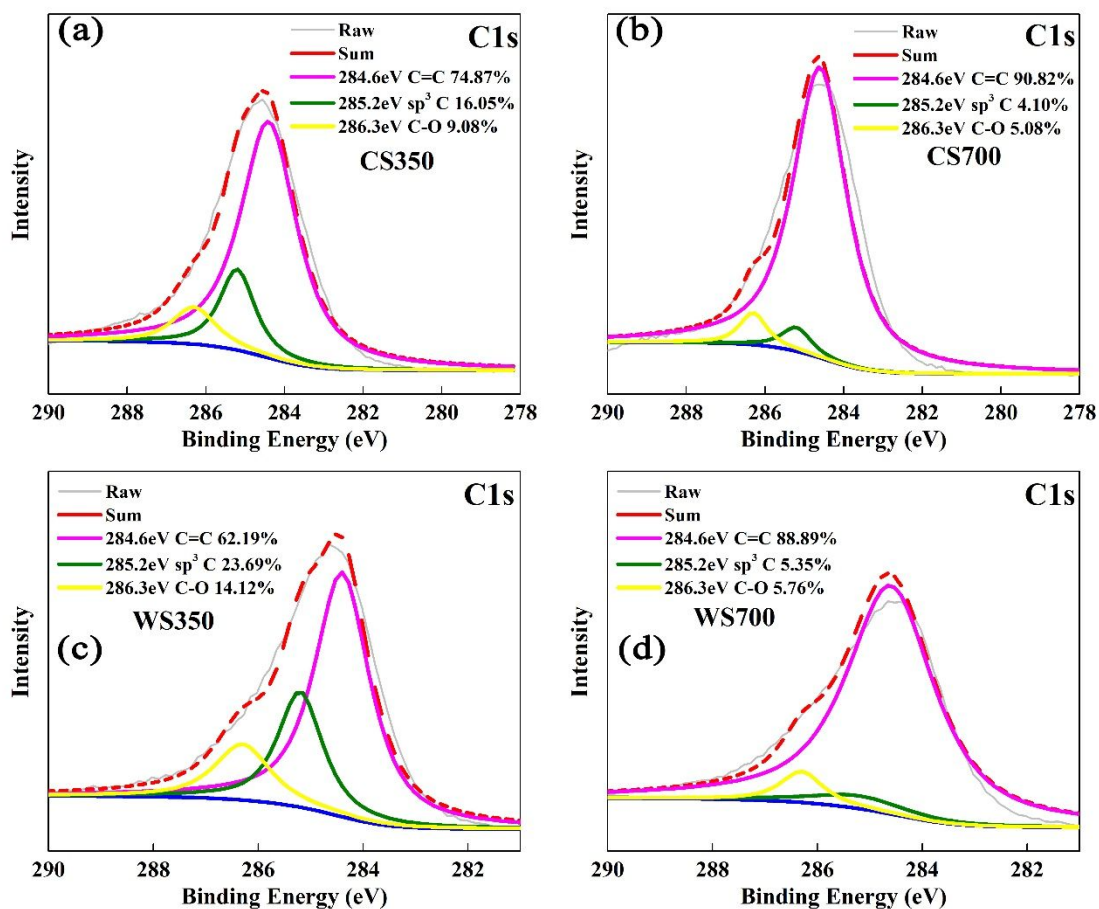 (a)
C1s
Raw
Sum
284.6eV C=C 74.87%
285.2eV sp³ C 16.05%
286.3eV C-O 9.08%
CS350
Intensity
290 288 286 284 282 280 278
Binding Energy (eV)
(b)
C1s
Raw
Sum
284.6eV C=C 90.82%
285.2eV sp³ C 4.10%
286.3eV C-O 5.08%
CS700
Intensity
290 288 286 284 282 280 278
Binding Energy (eV)
C1s
Raw
Sum
284.6eV C=C 62.19%
285.2eV sp³ C 23.69%
286.3eV C-O 14.12%
WS350
(c)
Intensity
290 288 286 284 282
Binding Energy (eV)
C1s
Raw
Sum
284.6eV C=C 88.89%
285.2eV sp³ C 5.35%
286.3eV C-O 5.76%
WS700
(d)
Intensity
290 288 286 284 282
Binding Energy (eV)